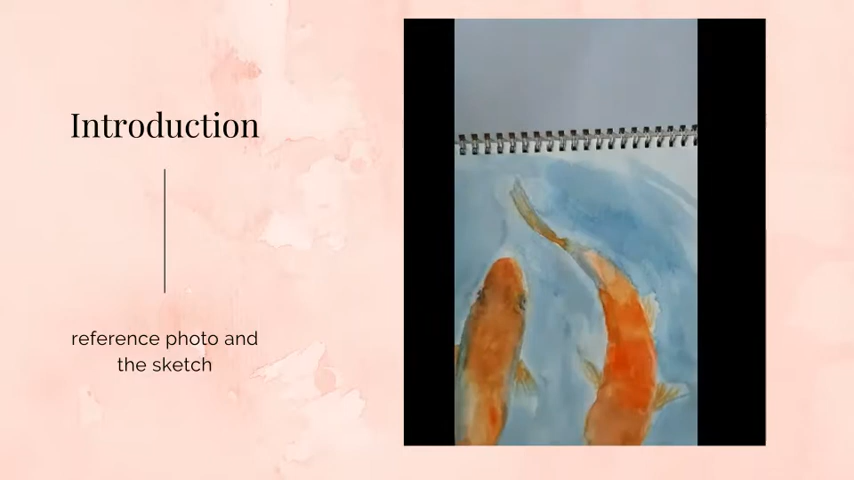 Introduction
reference photo and
the sketch